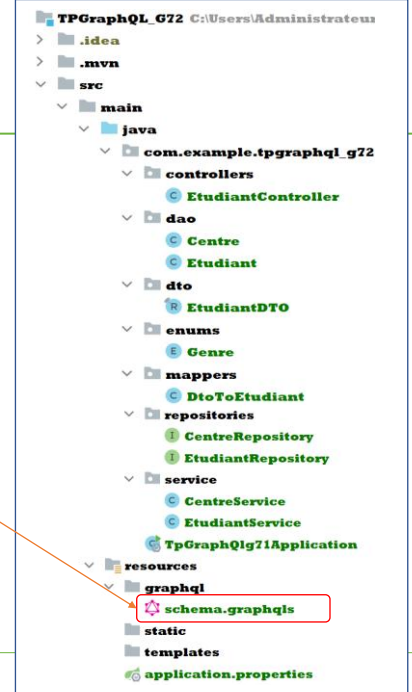 TPGraphQL_G72 C:\Users\Administrateur
.idea
.mvn
src
main
java
com.example.tpgraphql_g72
controllers
EtudiantController
dao
Centre
Etudiant
dto
EtudiantDTO
enums
Genre
mappers
DtoToEtudiant
repositories
CentreRepository
EtudiantRepository
service
CentreService
EtudiantService
TpGraphQlg71Application
resources
graphql
schema.graphqls
static
templates
application.properties